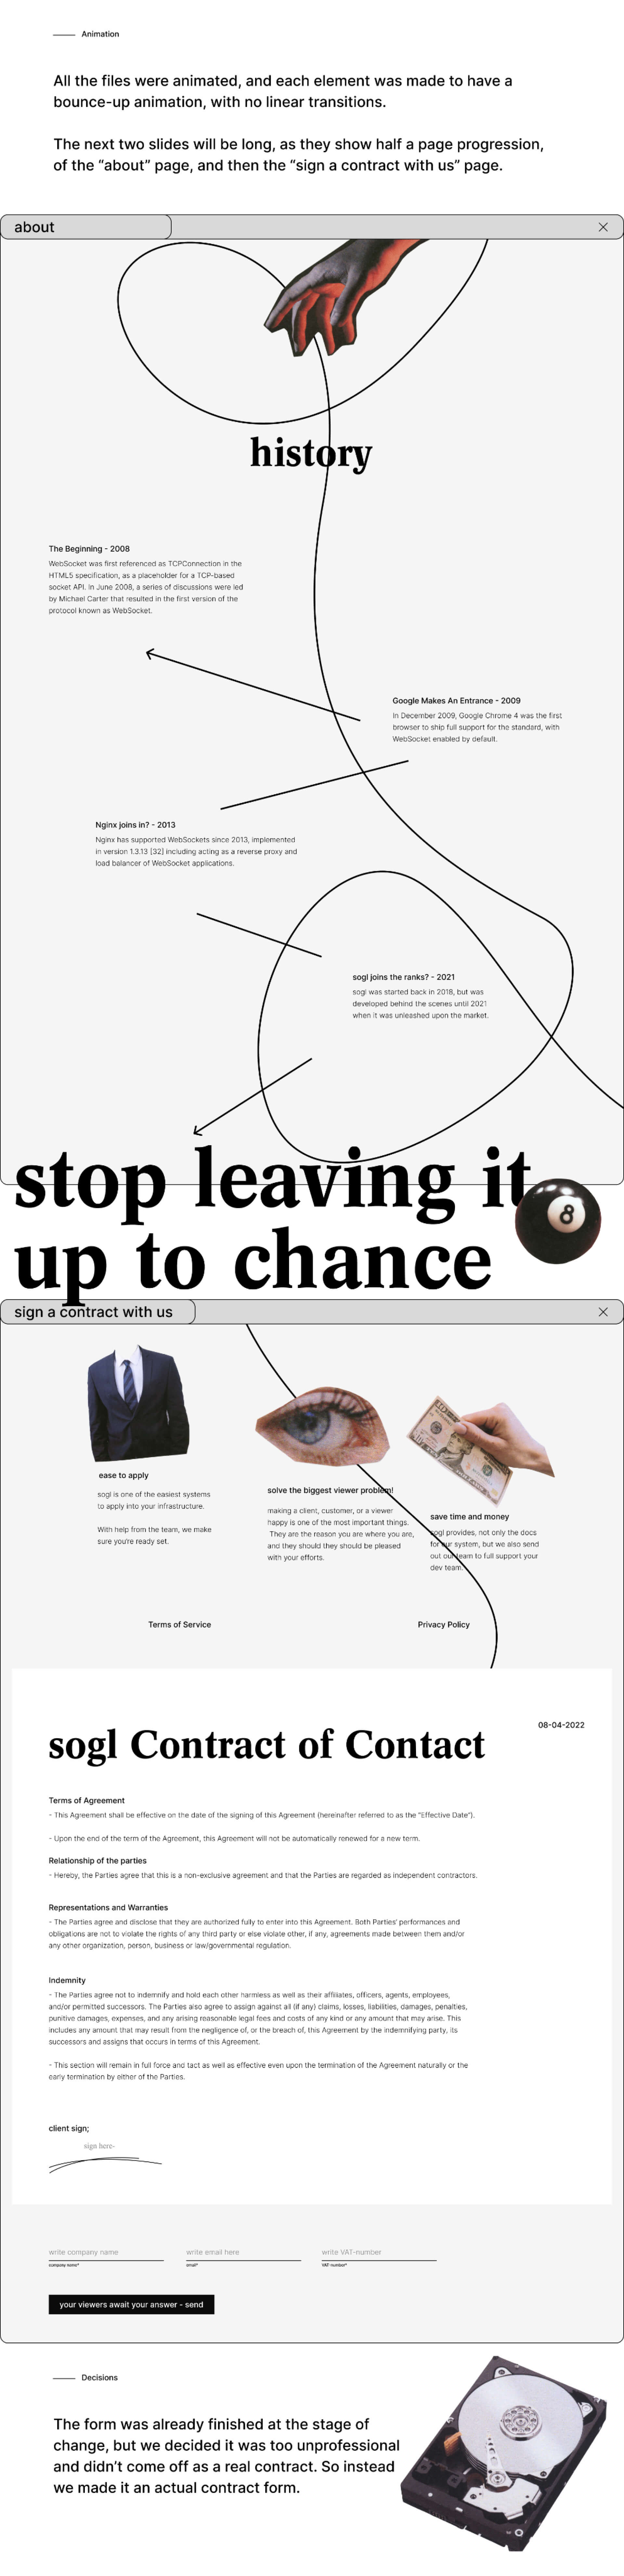 Animation
All the files were animated, and each element was made to have a
bounce-up animation, with no linear transitions.
The next two slides will be long, as they show half a page progression,
of the “about” page, and then the “sign a contract with us” page.
about
history
The Beginning - 2008
WebSocket was first referenced as TCPConnection in the
HTML5 specification, as a placeholder for a TCP-based
socket API. In June 2008, a series of discussions were led
by Michael Carter that resulted in the first version of the
protocol known as WebSocket.
Google Makes An Entrance - 2009
In December 2009, Google Chrome 4 was the first
browser to ship full support for the standard, with
WebSocket enabled by default.
Nginx joins in? - 2013
Nginx has supported WebSockets since 2013, implemented
in version 1.3.13 [32] including acting as a reverse proxy and
load balancer of WebSocket applications.
sogl joins the ranks? - 2021
sogl was started back in 2018, but was
developed behind the scenes until 2021
when it was unleashed upon the market.
stop leaving it
up to chance
8
sign a contract with us
10
ease to apply
sogl is one of the easiest systems
to apply into your infrastructure.
With help from the team, we make
sure you're ready set.
solve the biggest viewer problem!
making a client, customer, or a viewer
happy is one of the most important things.
They are the reason you are where you are,
and they should they should be pleased
with your efforts.
save time and money
sogl provides, not only the docs
for our system, but we also send
out our team to full support your
dev team.
Terms of Service
Privacy Policy
08-04-2022
sogl Contract of Contact
Terms of Agreement
- This Agreement shall be effective on the date of the signing of this Agreement (hereinafter referred to as the “Effective Date”).
- Upon the end of the term of the Agreement, this Agreement will not be automatically renewed for a new term.
Relationship of the parties
- Hereby, the Parties agree that this is a non-exclusive agreement and that the Parties are regarded as independent contractors.
Representations and Warranties
- The Parties agree and disclose that they are authorized fully to enter into this Agreement. Both Parties' performances and
obligations are not to violate the rights of any third party or else violate other, if any, agreements made between them and/or
any other organization, person, business or law/governmental regulation.
Indemnity
- The Parties agree not to indemnify and hold each other harmless as well as their affiliates, officers, agents, employees,
and/or permitted successors. The Parties also agree to assign against all (if any) claims, losses, liabilities, damages, penalties,
punitive damages, expenses, and any arising reasonable legal fees and costs of any kind or any amount that may arise. This
includes any amount that may result from the negligence of, or the breach of, this Agreement by the indemnifying party, its
successors and assigns that occurs in terms of this Agreement.
- This section will remain in full force and tact as well as effective even upon the termination of the Agreement naturally or the
early termination by either of the Parties.
client sign;
sign here-
write company name
write email here
write VAT-number
company name*
email*
VAT-number*
your viewers await your answer - send
Decisions
The form was already finished at the stage of
change, but we decided it was too unprofessional
and didn’t come off as a real contract. So instead
we made it an actual contract form.